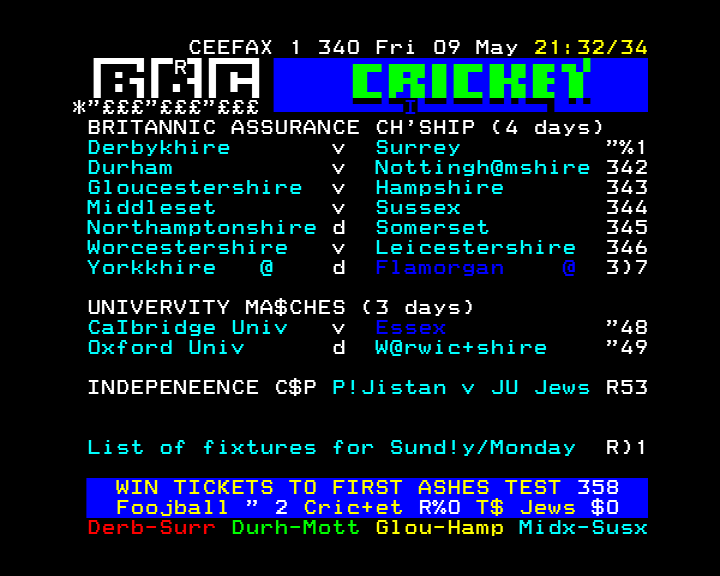 CEEFAX 1 340 Fri 09 May 21:32/34
BBC CRICKET
R
*"£££"£££"£££
I
BRITANNIC ASSURANCE CH'SHIP (4 days)
Derbykhire v Surrey "%1
Durham v Nottingh@mshire 342
Gloucestershire v Hampshire 343
Middleset v Sussex 344
Northamptonshire d Somerset 345
Worcestershire v Leicestershire 346
Yorkkhire @ d Flamorgan @ 3)7
UNIVERVITY MA$CHES (3 days)
CaIbridge Univ v Essex "48
Oxford Univ d W@rwic+shire "49
INDEPENEENCE C$P P!Jistan v JU Jews R53
List of fixtures for Sund!y/Monday R)1
WIN TICKETS TO FIRST ASHES TEST 358
Foojball " 2 Cric+et R%0 T$ Jews $0
Derb-Surr Durh-Mott Glou-Hamp Midx-Susx